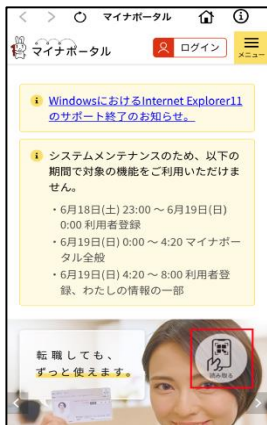 マイナポータル
マイナポータル
ログイン
メニュー
WindowsにおけるInternet Explorer11
のサポート終了のお知らせ。
システムメンテナンスのため、以下の
期間で対象の機能をご利用いただけま
せん。
・6月18日(土) 23:00 ～ 6月19日(日)
0:00 利用者登録
・6月19日(日) 0:00 ～ 4:20 マイナポー
タル全般
・6月19日(日) 4:20 ～ 8:00 利用者登
録、わたしの情報の一部
転職しても、
ずっと使えます。
読み取る